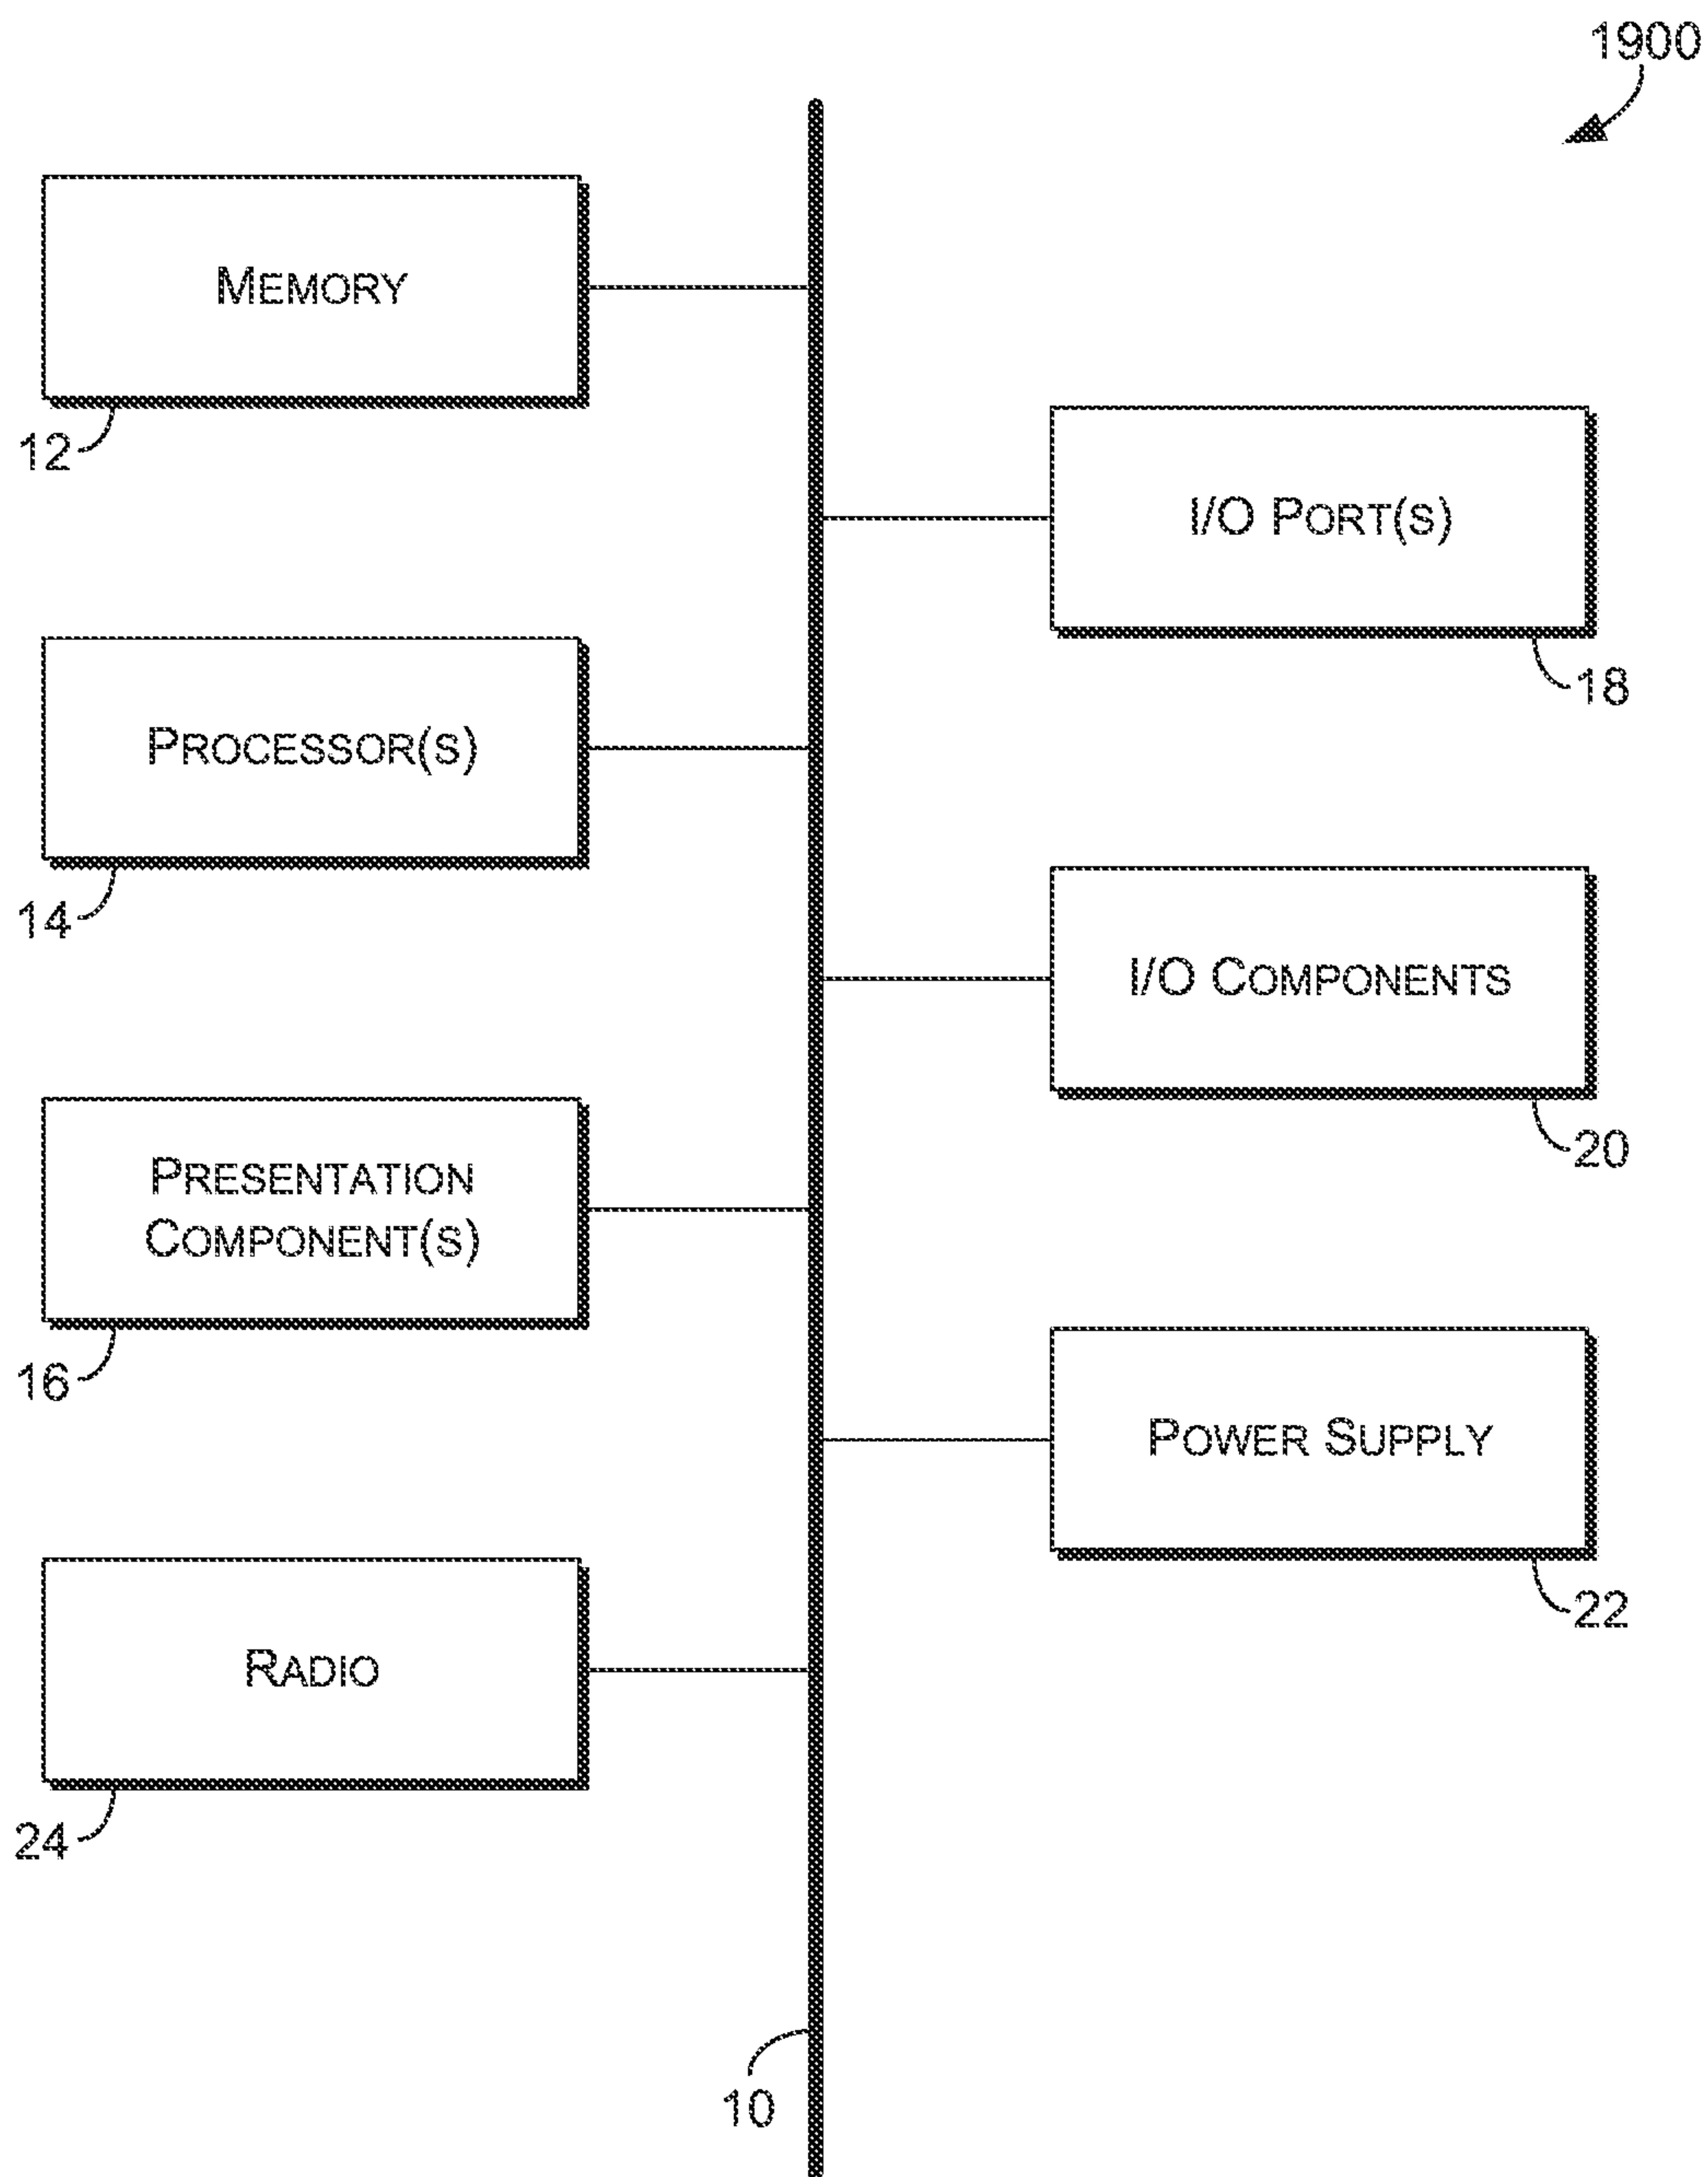 1900
MEMORY
12
I/O PORT(S)
18
PROCESSOR(S)
14
I/O COMPONENTS
20
PRESENTATION
COMPONENT(S)
16
POWER SUPPLY
22
RADIO
24
10